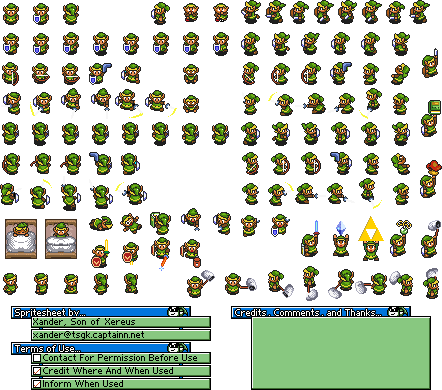 Spritesheet by...
Xander, Son of Xereus
xander@tsgk.captainn.net
Terms of Use..
Contact For Permission Before Use
Credit Where And When Used
Inform When Used
Credits.. Comments.. and Thanks...